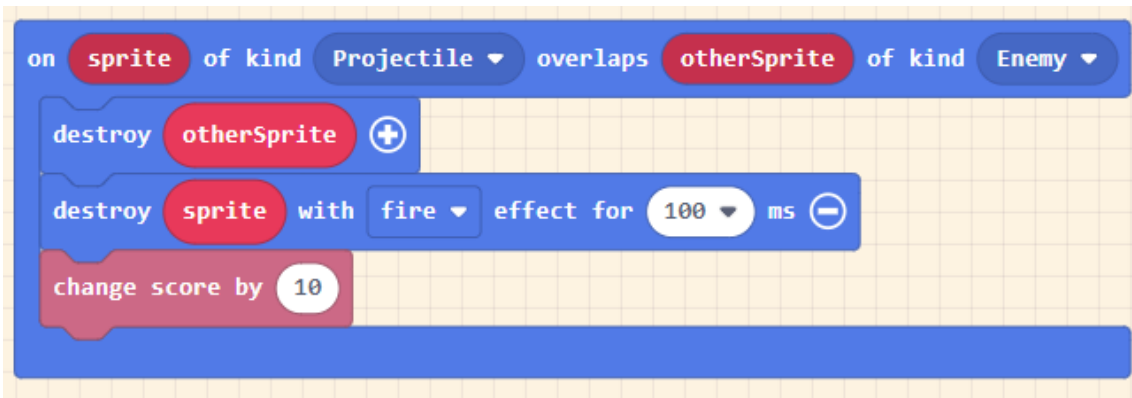 on sprite of kind Projectile overlaps otherSprite of kind Enemy
destroy otherSprite
destroy sprite with fire effect for 100 ms
change score by 10